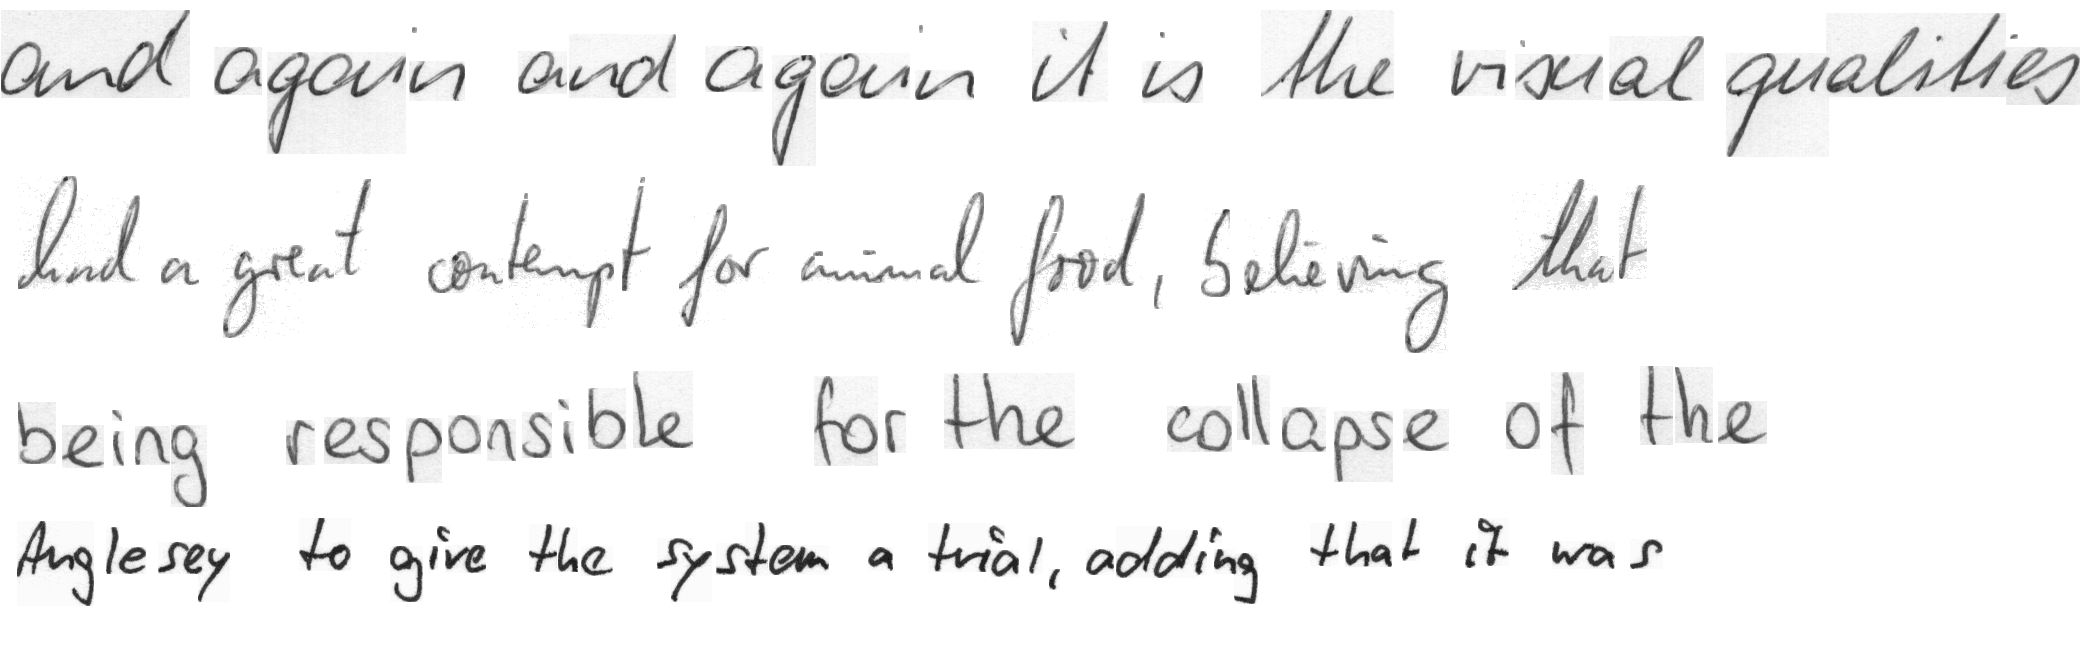 and again and again it is the visual qualities
had a great contempt for animal food, believing that
being responsible for the collapse of the
Anglesey to give the system a trial, adding that it was